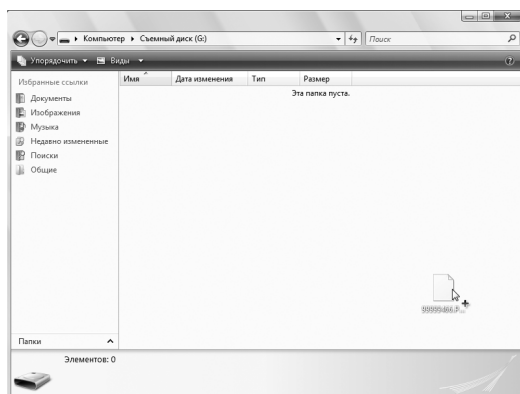 Компьютер Съемный диск (G:) Поиск
Упорядочить Виды
Избранные ссылки
Документы
Изображения
Музыка
Недавно измененные
Поиски
Общие
Имя Дата изменения Тип Размер
Эта папка пуста.
Папки
Элементов: 0